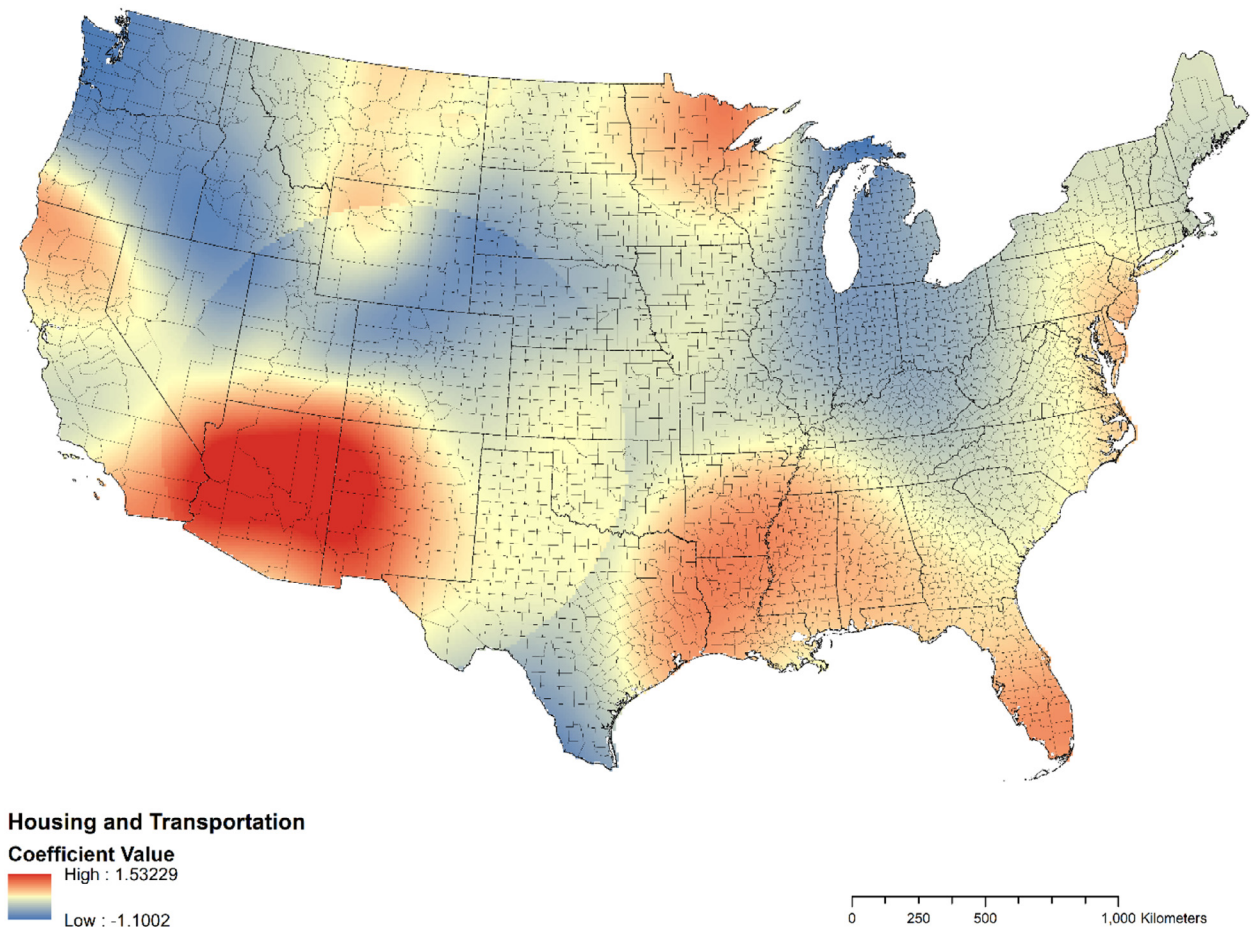 Housing and Transportation
Coefficient Value
High : 1.53229
Low : -1.1002
0 250 500 1,000 Kilometers